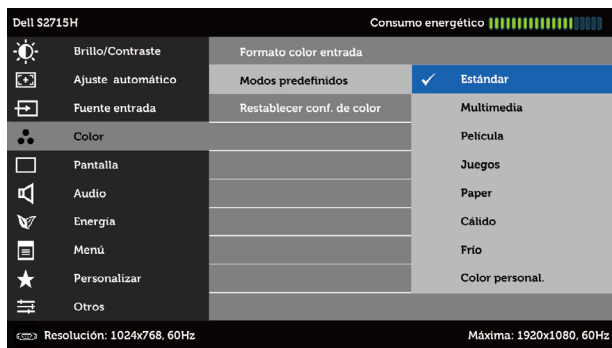 Dell S2715H Consumo energético
Brillo/Contraste Formato color entrada
Ajuste automático Modos predefinidos ✓ Estándar
Fuente entrada Restablecer conf. de color Multimedia
Color Película
Pantalla Juegos
Audio Paper
Energía Cálido
Menú Frío
Personalizar Color personal.
Otros
Resolución: 1024x768, 60Hz Máxima: 1920x1080, 60Hz